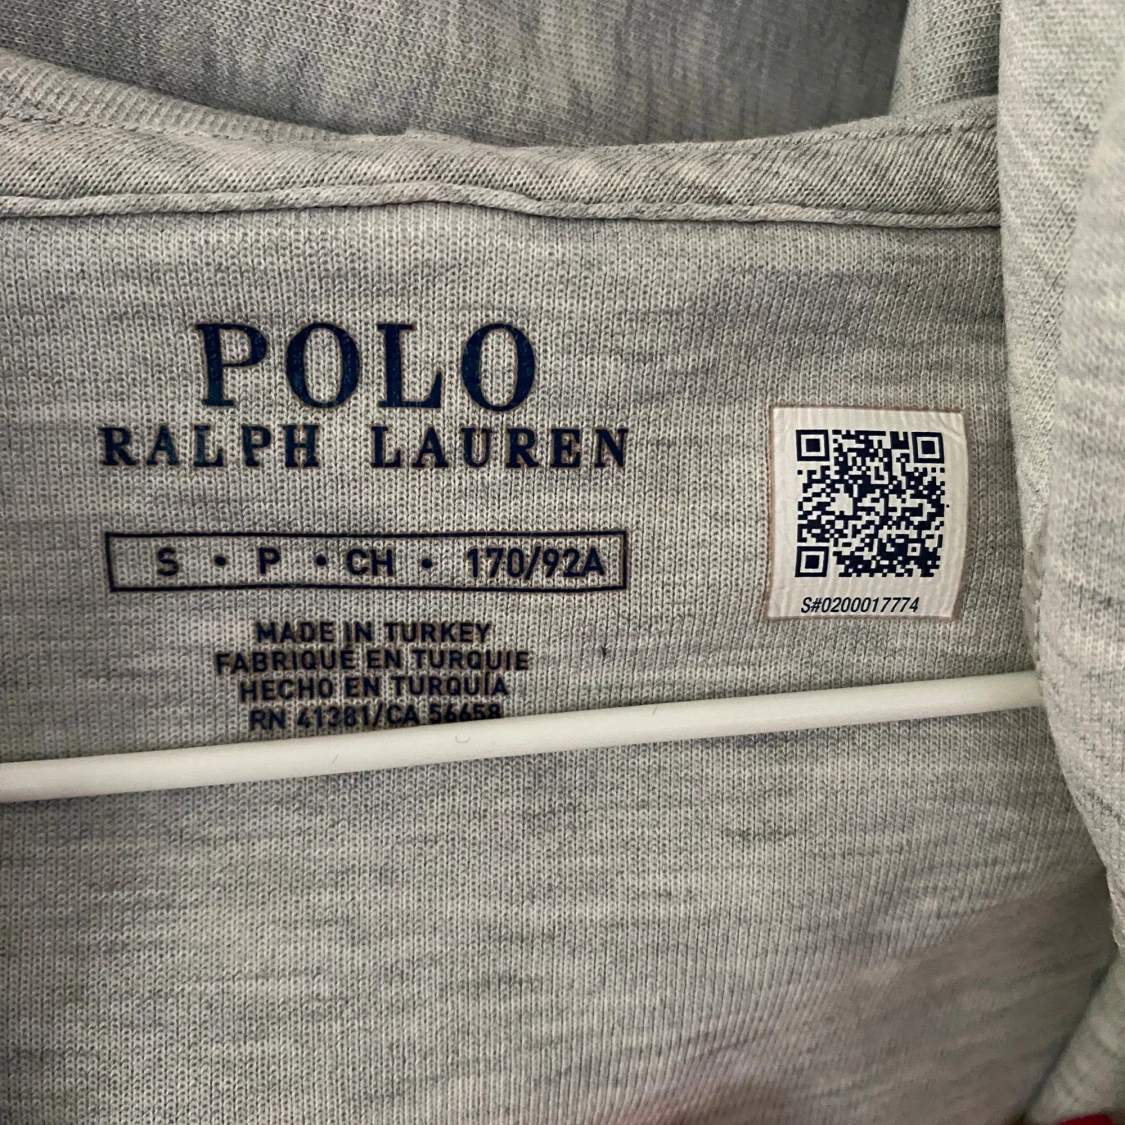 POLO
RALPH LAUREN
S • P • CH • 170/92A
MADE IN TURKEY
FABRIQUÉ EN TURQUIE
HECHO EN TURQUÍA
RN 41381/CA 56658
S#0200017774